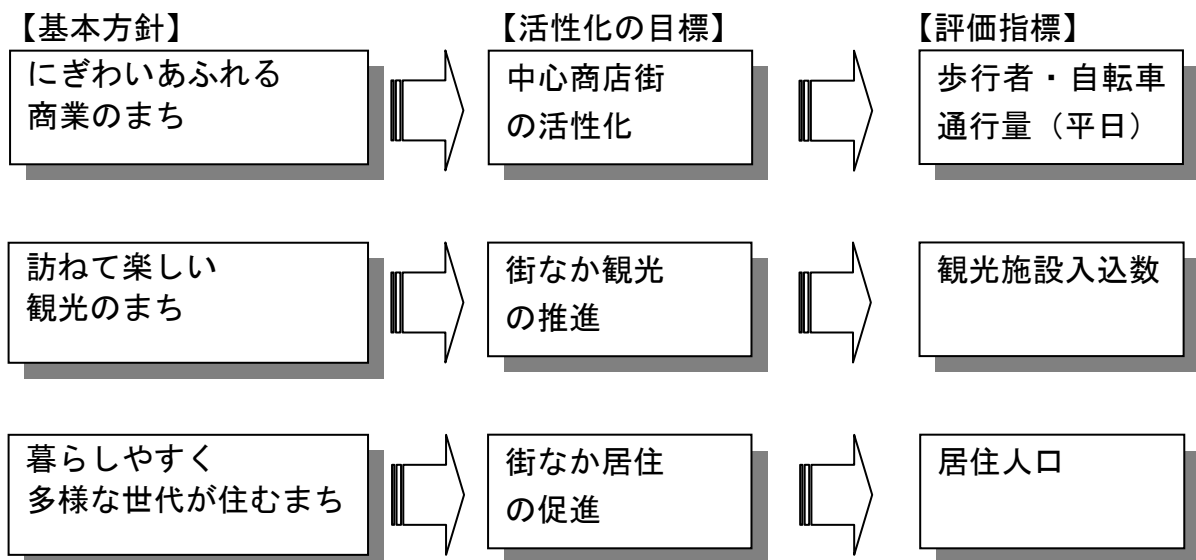 【基本方針】
【活性化の目標】
【評価指標】
にぎわいあふれる
商業のまち
中心商店街
の活性化
歩行者・自転車
通行量（平日）
訪ねて楽しい
観光のまち
街なか観光
の推進
観光施設入込数
暮らしやすく
多様な世代が住むまち
街なか居住
の促進
居住人口